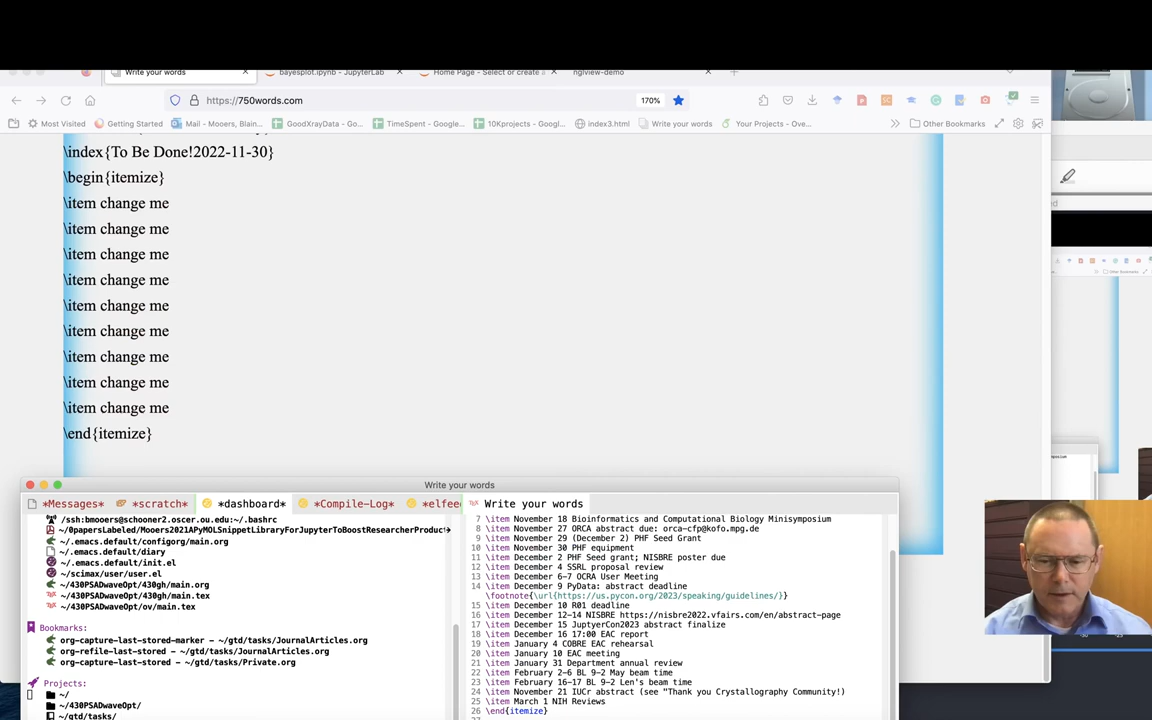 Write your words
bayesplot.ipynb - JupyterLab
Home Page - Select or create
nglview-demo
https://750words.com
170%
Most Visited
Getting Started
Mail - Mooers, Blain...
GoodXrayData - Go...
TimeSpent - Google...
10Kprojects - Googl...
index3.html
Write your words
Your Projects - Ove...
Other Bookmarks
\index{To Be Done!2022-11-30}
\begin{itemize}
\item change me
\item change me
\item change me
\item change me
\item change me
\item change me
\item change me
\item change me
\item change me
\end{itemize}
Write your words
*Messages*
*scratch*
*dashboard*
*Compile-Log*
*elfee
Write your words
/ssh:bmooers@schooner2.oscer.ou.edu:~/.bashrc
~/0papersLabeled/Mooers2021APyMOLSnippetLibraryForJupyterToBoostResearcherProduc
~/.emacs.default/configorg/main.org
~/.emacs.default/diary
~/.emacs.default/init.el
~/scimax/user/user.el
~/430PSADwaveOpt/430gh/main.org
~/430PSADwaveOpt/430gh/main.tex
~/430PSADwaveOpt/ov/main.tex
Bookmarks:
org-capture-last-stored-marker - ~/gtd/tasks/JournalArticles.org
org-refile-last-stored - ~/gtd/tasks/JournalArticles.org
org-capture-last-stored - ~/gtd/tasks/Private.org
Projects:
~/
~/430PSADwaveOpt/
~/gtd/tasks/
7 \item November 18 Bioinformatics and Computational Biology Minisymposium
8 \item November 27 ORCA abstract due: orca-cfp@kofo.mpg.de
9 \item November 29 (December 2) PHF Seed Grant
10 \item November 30 PHF equipment
11 \item December 2 PHF Seed grant; NISBRE poster due
12 \item December 4 SSRL proposal review
13 \item December 6-7 OCRA User Meeting
14 \item December 9 PyData: abstract deadline
\footnote{\url{https://us.pycon.org/2023/speaking/guidelines/}}
15 \item December 10 R01 deadline
16 \item December 12-14 NISBRE https://nisbre2022.vfairs.com/en/abstract-page
17 \item December 15 JuptyerCon2023 abstract finalize
18 \item December 16 17:00 EAC report
19 \item January 4 COBRE EAC rehearsal
20 \item January 10 EAC meeting
21 \item January 31 Department annual review
22 \item February 2-6 BL 9-2 May beam time
23 \item February 16-17 BL 9-2 Len's beam time
24 \item November 21 IUCr abstract (see "Thank you Crystallography Community!)
25 \item March 1 NIH Reviews
26 \end{itemize}